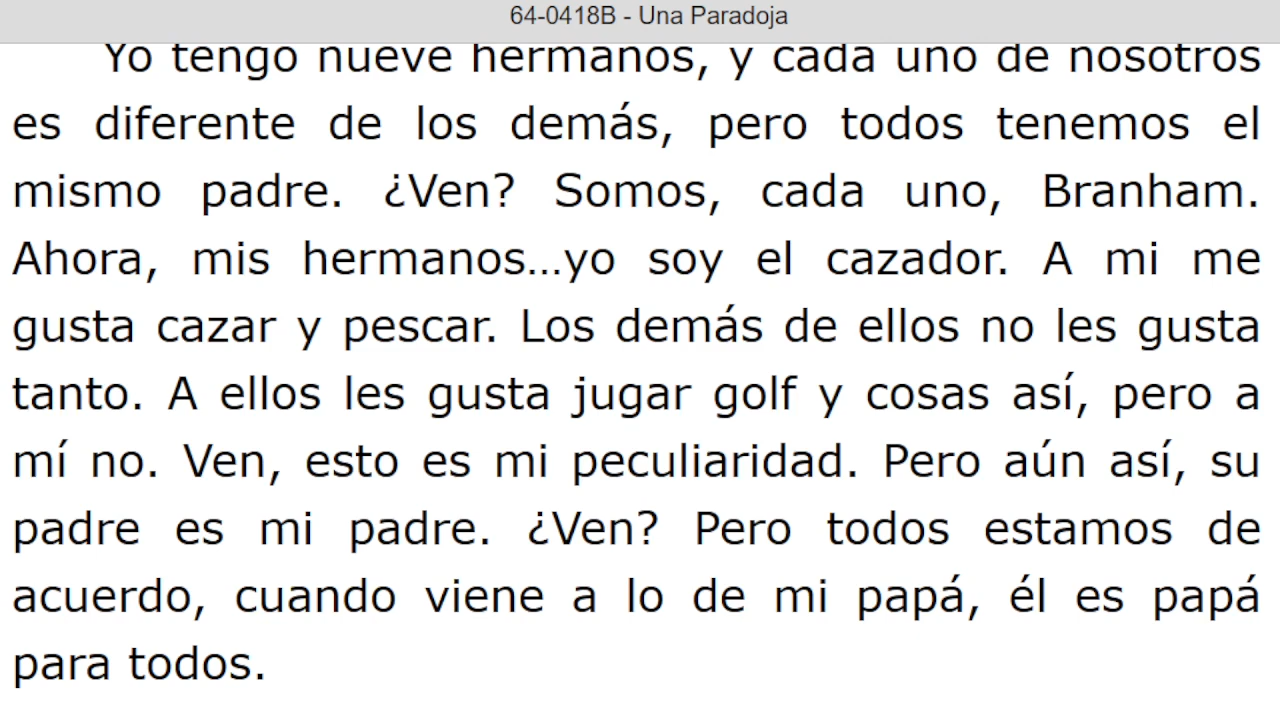 64-0418B - Una Paradoja
Yo tengo nueve hermanos, y cada uno de nosotros
es diferente de los demás, pero todos tenemos el
mismo padre. ¿Ven? Somos, cada uno, Branham.
Ahora, mis hermanos...yo soy el cazador. A mi me
gusta cazar y pescar. Los demás de ellos no les gusta
tanto. A ellos les gusta jugar golf y cosas así, pero a
mí no. Ven, esto es mi peculiaridad. Pero aún así, su
padre es mi padre. ¿Ven? Pero todos estamos de
acuerdo, cuando viene a lo de mi papá, él es papá
para todos.